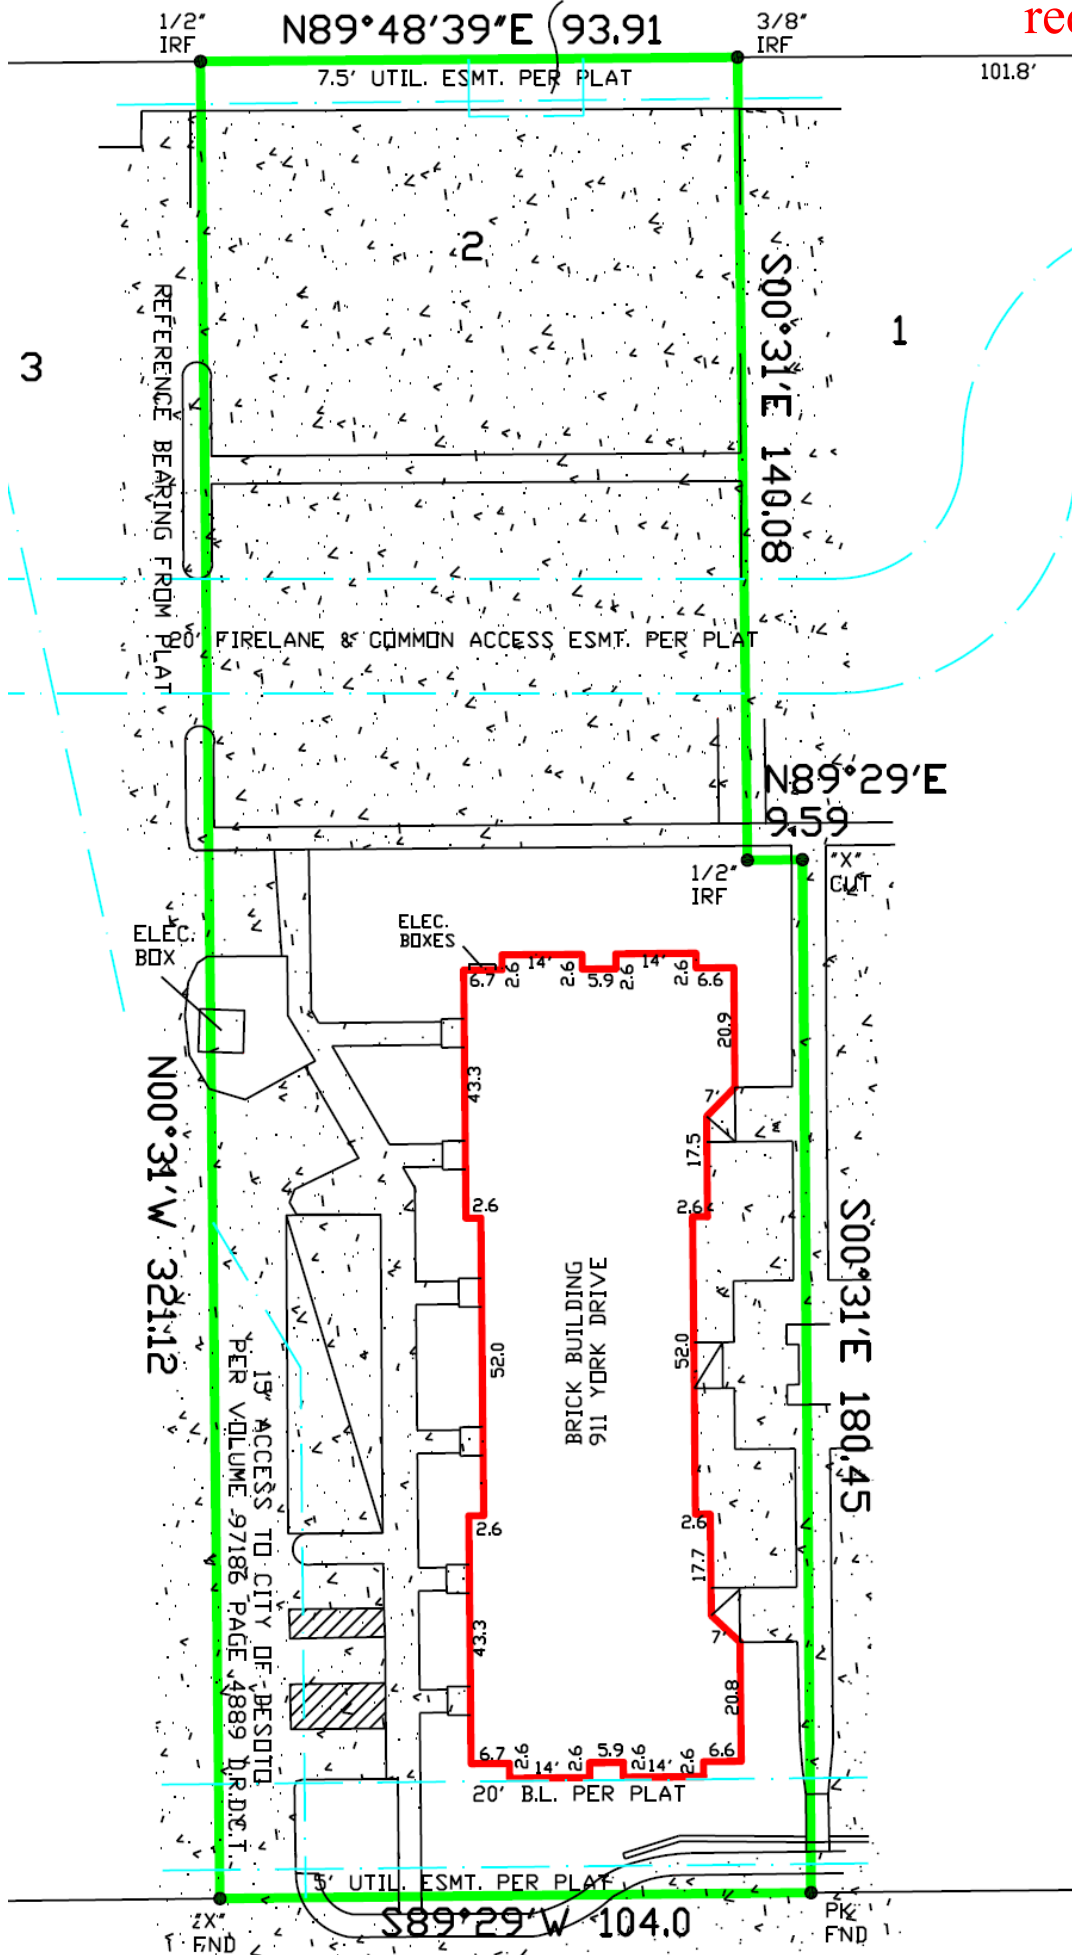 1/2"
IRF
N89°48'39"E 93.91
3/8"
IRF
101.8'
7.5' UTIL. ESMT. PER PLAT
2
3
1
S00°31'E 140.08
REFERENCE BEARING FROM PLAT
20' FIRELANE & COMMON ACCESS ESMT. PER PLAT
N89°29'E
9.59
1/2"
IRF
"X"
CUT
ELEC.
BOX
ELEC.
BOXES
6.7
2.6
14'
2.6
5.9
2.6
14'
2.6
6.6
20.9
43.3
7'
17.5
2.6
2.6
N00°31'W 321.12
S00°31'E 180.45
BRICK BUILDING
911 YORK DRIVE
52.0
52.0
15' ACCESS TO CITY OF DESOTO
PER VOLUME 97186 PAGE 4889 D.R.D.C.T.
2.6
2.6
17.7
43.3
7'
20.8
6.7
2.6
14'
2.6
5.9
2.6
14'
2.6
6.6
20' B.L. PER PLAT
5' UTIL. ESMT. PER PLAT
S89°29'W 104.0
"X"
FND
PK
FND